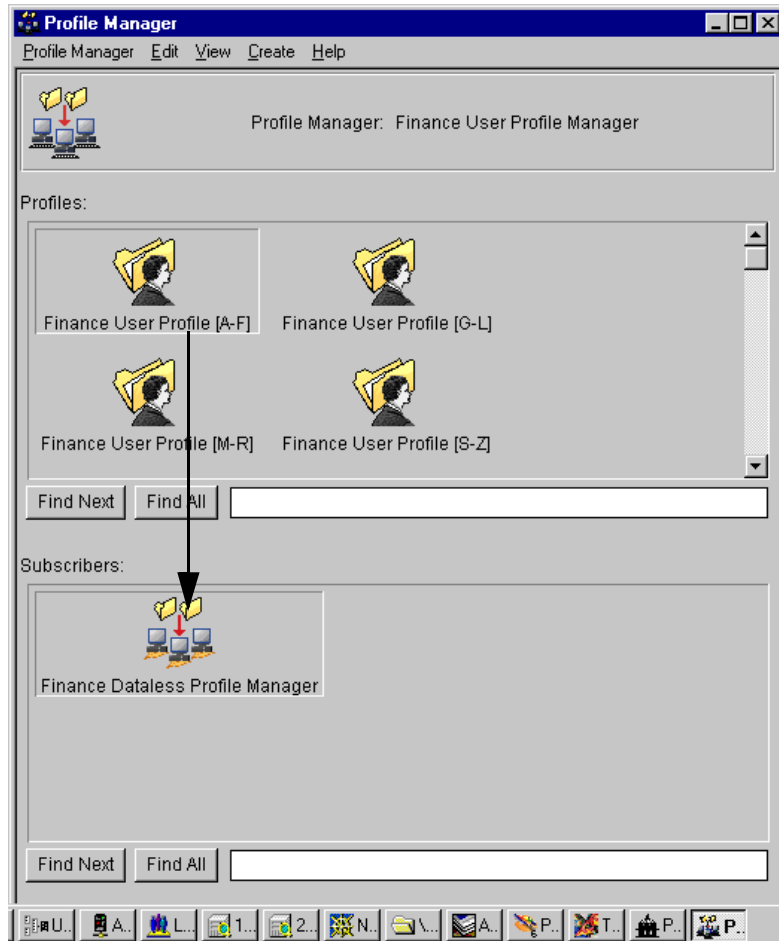 Profile Manager
Profile Manager Edit View Create Help
Profile Manager: Finance User Profile Manager
Profiles:
Finance User Profile [A-F] Finance User Profile [G-L]
Finance User Profile [M-R] Finance User Profile [S-Z]
Find Next Find All
Subscribers:
Finance Dataless Profile Manager
Find Next Find All
U.. A.. L.. 1.. 2.. N.. \.. A.. P.. T.. P.. P..